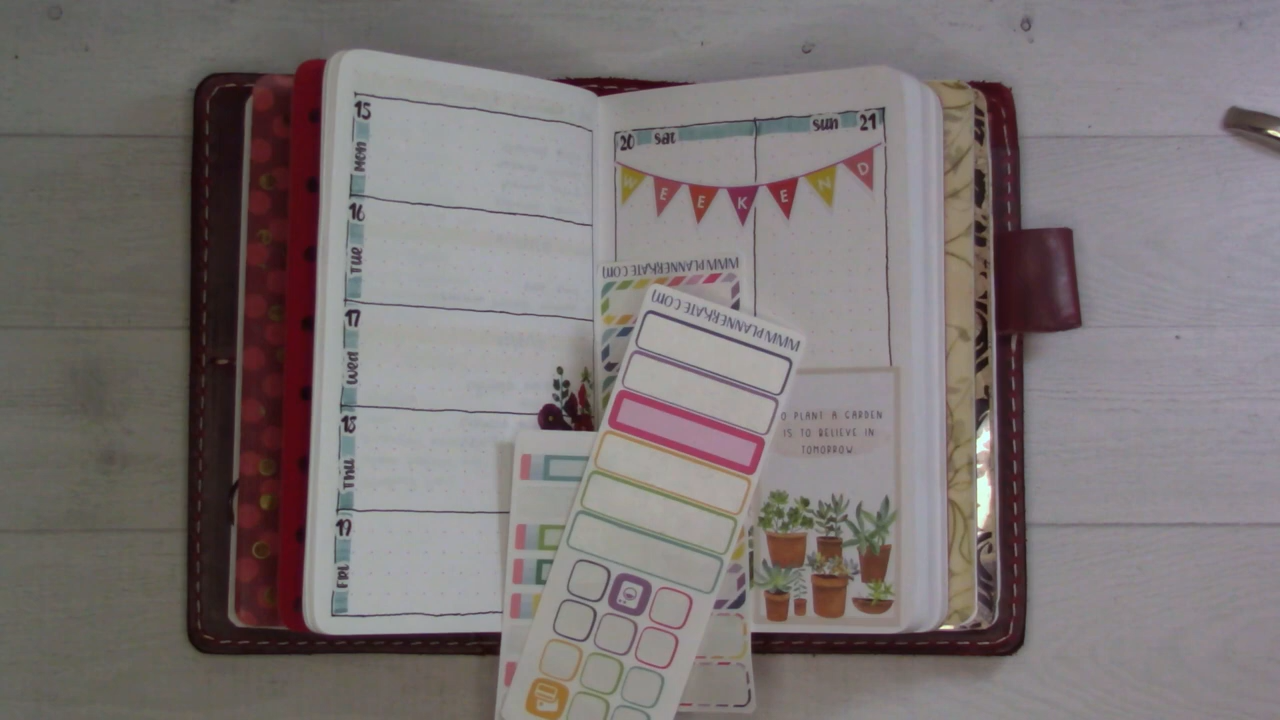 15
Mon
16
Tue
17
Wed
18
Thu
19
FRI
20 sat
sun 21
WEEKEND
WWW.PLANNERKATE.COM
WWW.PLANNERKATE.COM
O PLANT A GARDEN
IS TO BELIEVE IN
TOMORROW